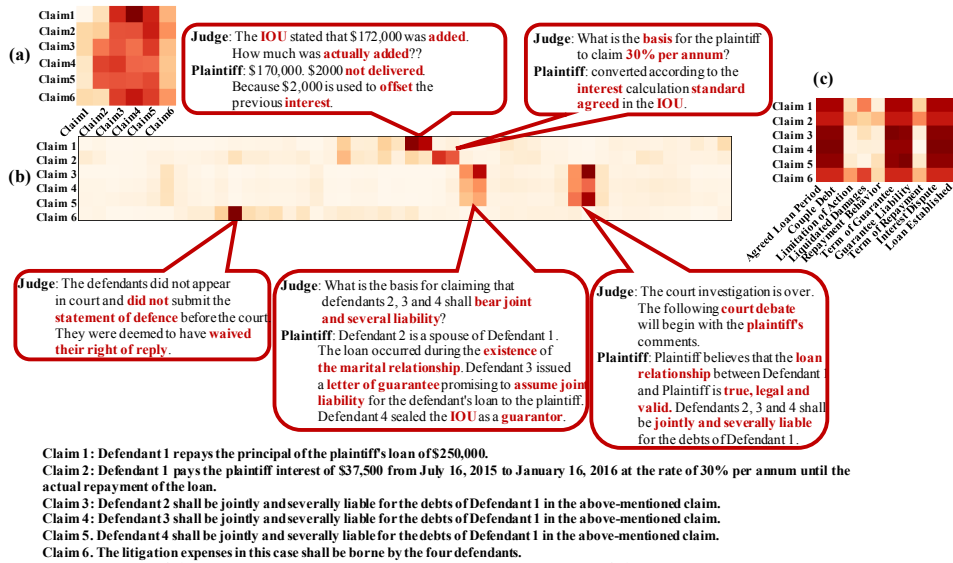 (a)
Claim1
Claim2
Claim3
Claim4
Claim5
Claim6
Claim1
Claim2
Claim3
Claim4
Claim5
Claim6
Judge: The IOU stated that $172,000 was added.
How much was actually added??
Plaintiff: $170,000. $2000 not delivered.
Because $2,000 is used to offset the
previous interest.
Judge: What is the basis for the plaintiff
to claim 30% per annum?
Plaintiff: converted according to the
interest calculation standard
agreed in the IOU.
(c)
Claim 1
Claim 2
Claim 3
Claim 4
Claim 5
Claim 6
Agreed Loan Period
Couple Debt
Limitation of Action
Liquidated Damages
Repayment Behavior
Term of Guarantee
Guarantee Liability
Term of Repayment
Interest Dispute
Loan Established
(b)
Claim 1
Claim 2
Claim 3
Claim 4
Claim 5
Claim 6
Judge: The defendants did not appear
in court and did not submit the
statement of defence before the court.
They were deemed to have waived
their right of reply.
Judge: What is the basis for claiming that
defendants 2, 3 and 4 shall bear joint
and several liability?
Plaintiff: Defendant 2 is a spouse of Defendant 1.
The loan occurred during the existence of
the marital relationship. Defendant 3 issued
a letter of guarantee promising to assume joint
liability for the defendant's loan to the plaintiff.
Defendant 4 sealed the IOU as a guarantor.
Judge: The court investigation is over.
The following court debate
will begin with the plaintiff's
comments.
Plaintiff: Plaintiff believes that the loan
relationship between Defendant 1
and Plaintiff is true, legal and
valid. Defendants 2, 3 and 4 shall
be jointly and severally liable
for the debts of Defendant 1.
Claim 1: Defendant 1 repays the principal of the plaintiff's loan of $250,000.
Claim 2: Defendant 1 pays the plaintiff interest of $37,500 from July 16, 2015 to January 16, 2016 at the rate of 30% per annum until the
actual repayment of the loan.
Claim 3: Defendant 2 shall be jointly and severally liable for the debts of Defendant 1 in the above-mentioned claim.
Claim 4: Defendant 3 shall be jointly and severally liable for the debts of Defendant 1 in the above-mentioned claim.
Claim 5. Defendant 4 shall be jointly and severally liable for the debts of Defendant 1 in the above-mentioned claim.
Claim 6. The litigation expenses in this case shall be borne by the four defendants.